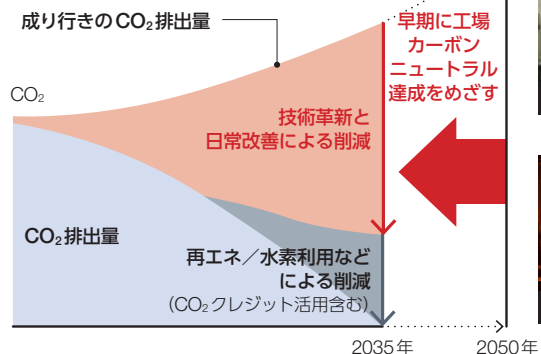 成り行きのCO₂排出量
早期に工場
カーボン
ニュートラル
達成をめざす
CO₂
技術革新と
日常改善による削減
CO₂排出量
再エネ／水素利用など
による削減
（CO₂クレジット活用含む）
2035年
2050年